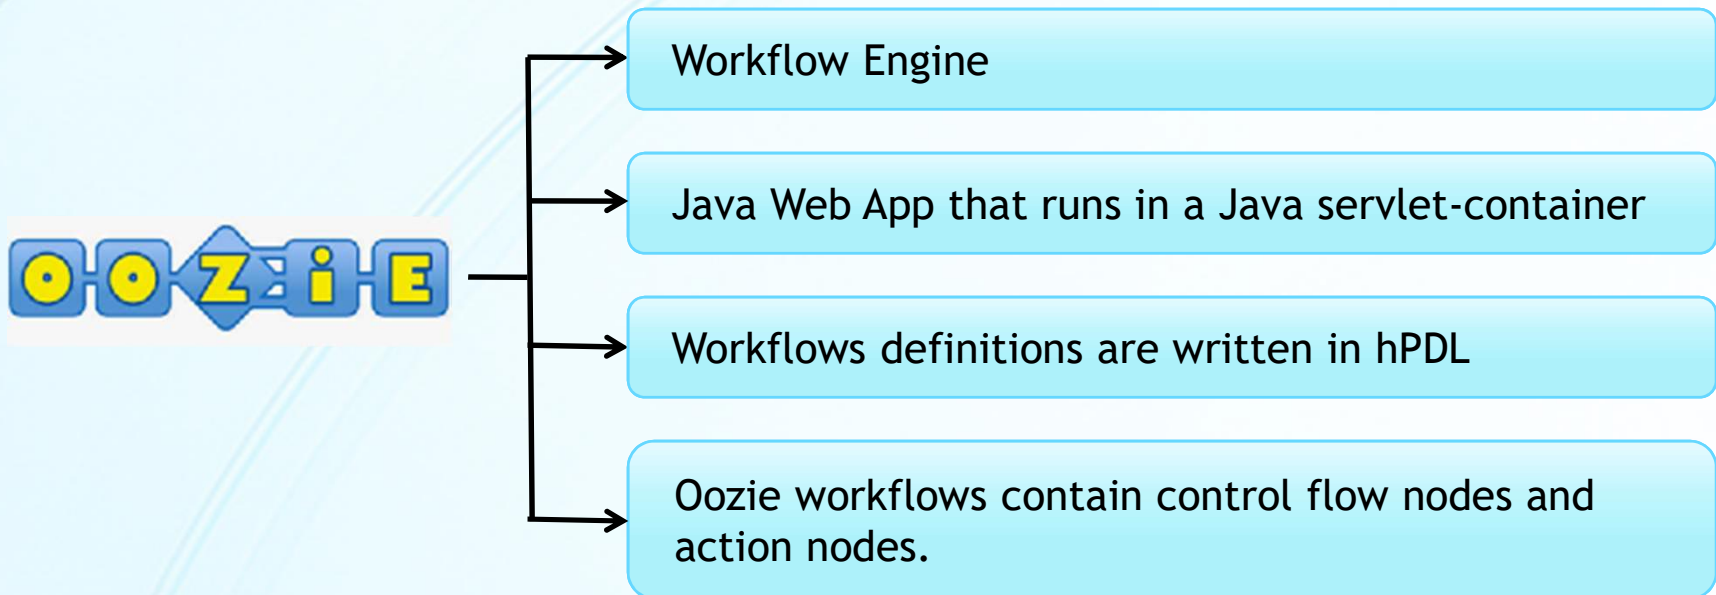 OOZiE
Workflow Engine
Java Web App that runs in a Java servlet-container
Workflows definitions are written in hPDL
Oozie workflows contain control flow nodes and
action nodes.